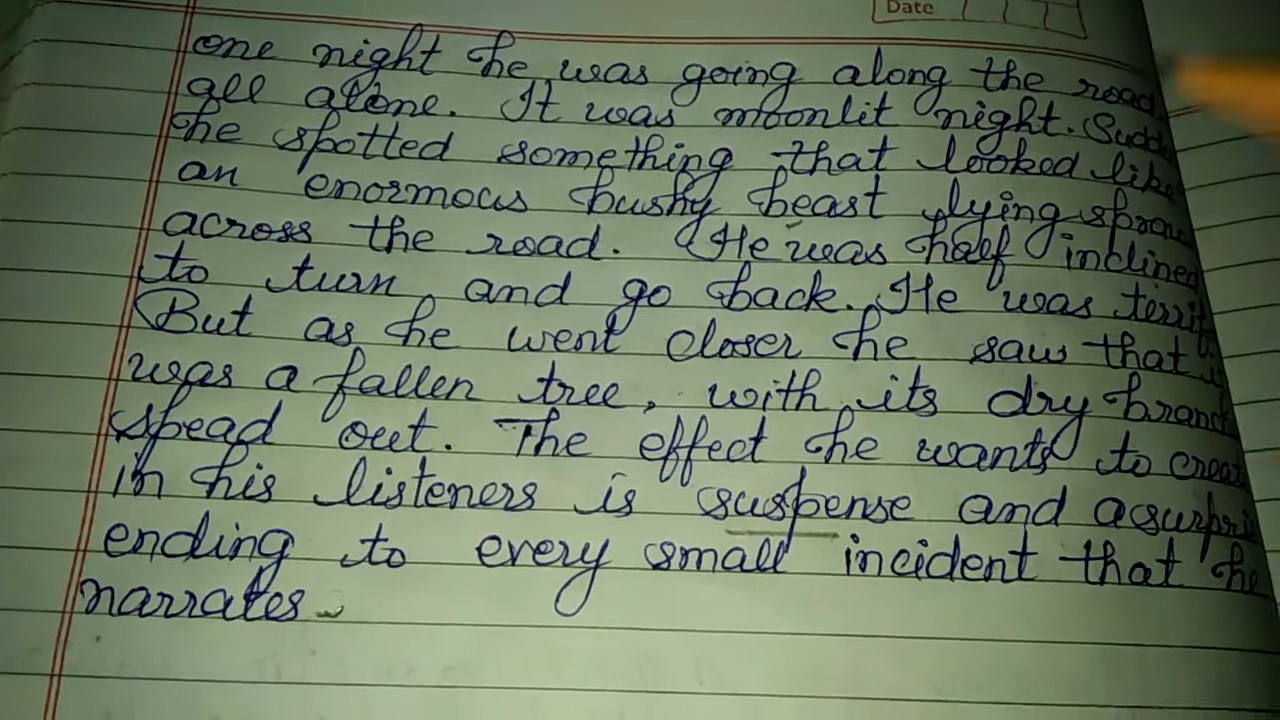 Date
one night he was going along the road
all alone. It was moonlit night. Sudd
he spotted something that looked like
an enormous bushy beast lying sprau
across the road. He was half inclined
to turn and go back. He was terrif
But as he went closer he saw that i
was a fallen tree, with its dry branch
spead out. The effect he wants to creat
in his listeners is suspense and a surpri
ending to every small incident that he
narrates.